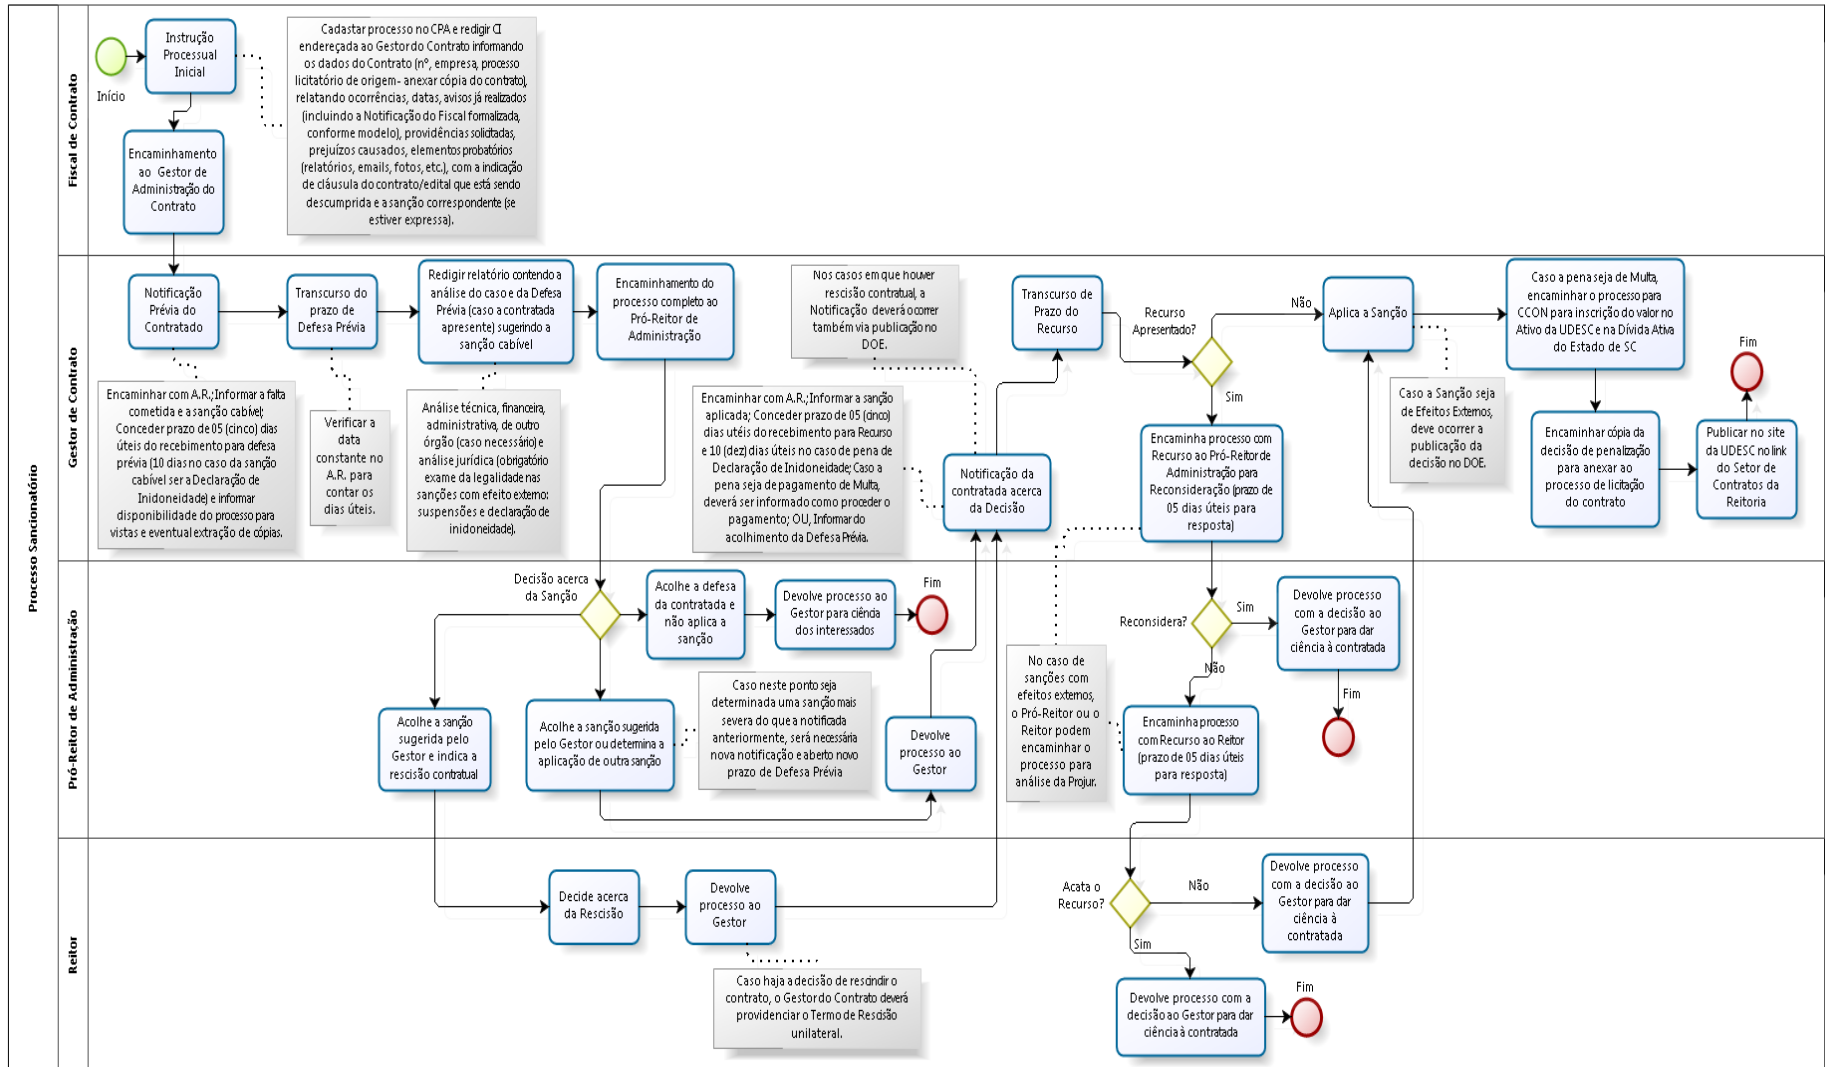 Processo Sancionatório
Fiscal de Contrato
Início
Instrução
Processual
Inicial
Cadastar processo no CPA e redigir CI
endereçada ao Gestor do Contrato informando
os dados do Contrato (nº, empresa, processo
licitatório de origem- anexar cópia do contrato),
relatando ocorrências, datas, avisos já realizados
(incluindo a Notificação do Fiscal formalizada,
conforme modelo), providências solicitadas,
prejuízos causados, elementos probatórios
(relatórios, emails, fotos, etc.), com a indicação
de cláusula do contrato/edital que está sendo
descumprida e a sanção correspondente (se
estiver expressa).
Encaminhamento
ao Gestor de
Administração do
Contrato
Gestor de Contrato
Notificação
Prévia do
Contratado
Transcurso do
prazo de
Defesa Prévia
Redigir relatório contendo a
análise do caso e da Defesa
Prévia (caso a contratada
apresente) sugerindo a
sanção cabível
Encaminhamento do
processo completo ao
Pró-Reitor de
Administração
Encaminhar com A.R.; Informar a falta
cometida e a sanção cabível;
Conceder prazo de 05 (cinco) dias
úteis do recebimento para defesa
prévia (10 dias no caso da sanção
cabível ser a Declaração de
Inidoneidade) e informar
disponibilidade do processo para
vistas e eventual extração de cópias.
Verificar a
data
constante no
A.R. para
contar os
dias úteis.
Análise técnica, financeira,
administrativa, de outro
órgão (caso necessário) e
análise jurídica (obrigatório
exame da legalidade nas
sanções com efeito externo:
suspensões e declaração de
inidoneidade).
Nos casos em que houver
rescisão contratual, a
Notificação deverá ocorrer
também via publicação no
DOE.
Encaminhar com A.R.; Informar a sanção
aplicada; Conceder prazo de 05 (cinco)
dias utéis do recebimento para Recurso
e 10 (dez) dias úteis no caso de pena de
Declaração de Inidoneidade; Caso a
pena seja de pagamento de Multa,
deverá ser informado como proceder o
pagamento; OU, Informar do
acolhimento da Defesa Prévia.
Notificação da
contratada acerca
da Decisão
Transcurso de
Prazo do
Recurso
Recurso
Apresentado?
Não
Sim
Encaminha processo com
Recurso ao Pró-Reitor de
Administração para
Reconsideração (prazo de
05 dias úteis para
resposta)
Aplica a Sanção
Caso a Sanção seja
de Efeitos Externos,
deve ocorrer a
publicação da
decisão no DOE.
Caso a pena seja de Multa,
encaminhar o processo para
CCON para inscrição do valor no
Ativo da UDESC e na Dívida Ativa
do Estado de SC
Encaminhar cópia da
decisão de penalização
para anexar ao
processo de licitação
do contrato
Publicar no site
da UDESC no link
do Setor de
Contratos da
Reitoria
Fim
Pró-Reitor de Administração
Decisão acerca
da Sanção
Acolhe a defesa
da contratada e
não aplica a
sanção
Devolve processo ao
Gestor para ciência
dos interessados
Fim
Acolhe a sanção
sugerida pelo
Gestor e indica a
rescisão contratual
Acolhe a sanção sugerida
pelo Gestor ou determina a
aplicação de outra sanção
Caso neste ponto seja
determinada uma sanção mais
severa do que a notificada
anteriormente, será necessária
nova notificação e aberto novo
prazo de Defesa Prévia
Devolve
processo ao
Gestor
No caso de
sanções com
efeitos externos,
o Pró-Reitor ou o
Reitor podem
encaminhar o
processo para
análise da Projur.
Reconsidera?
Sim
Não
Devolve processo
com a decisão ao
Gestor para dar
ciência à contratada
Fim
Encaminha processo
com Recurso ao Reitor
(prazo de 05 dias úteis
para resposta)
Reitor
Decide acerca
da Rescisão
Devolve
processo ao
Gestor
Caso haja a decisão de rescindir o
contrato, o Gestor do Contrato deverá
providenciar o Termo de Rescisão
unilateral.
Acata o
Recurso?
Não
Sim
Devolve processo
com a decisão ao
Gestor para dar
ciência à
contratada
Devolve processo com a
decisão ao Gestor para dar
ciência à contratada
Fim